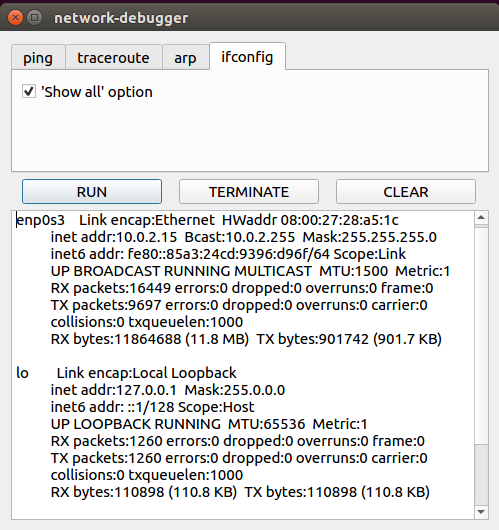 network-debugger
ping traceroute arp ifconfig
'Show all' option
RUN TERMINATE CLEAR
enp0s3 Link encap:Ethernet HWaddr 08:00:27:28:a5:1c
inet addr:10.0.2.15 Bcast:10.0.2.255 Mask:255.255.255.0
inet6 addr: fe80::85a3:24cd:9396:d96f/64 Scope:Link
UP BROADCAST RUNNING MULTICAST MTU:1500 Metric:1
RX packets:16449 errors:0 dropped:0 overruns:0 frame:0
TX packets:9697 errors:0 dropped:0 overruns:0 carrier:0
collisions:0 txqueuelen:1000
RX bytes:11864688 (11.8 MB) TX bytes:901742 (901.7 KB)
lo Link encap:Local Loopback
inet addr:127.0.0.1 Mask:255.0.0.0
inet6 addr: ::1/128 Scope:Host
UP LOOPBACK RUNNING MTU:65536 Metric:1
RX packets:1260 errors:0 dropped:0 overruns:0 frame:0
TX packets:1260 errors:0 dropped:0 overruns:0 carrier:0
collisions:0 txqueuelen:1000
RX bytes:110898 (110.8 KB) TX bytes:110898 (110.8 KB)